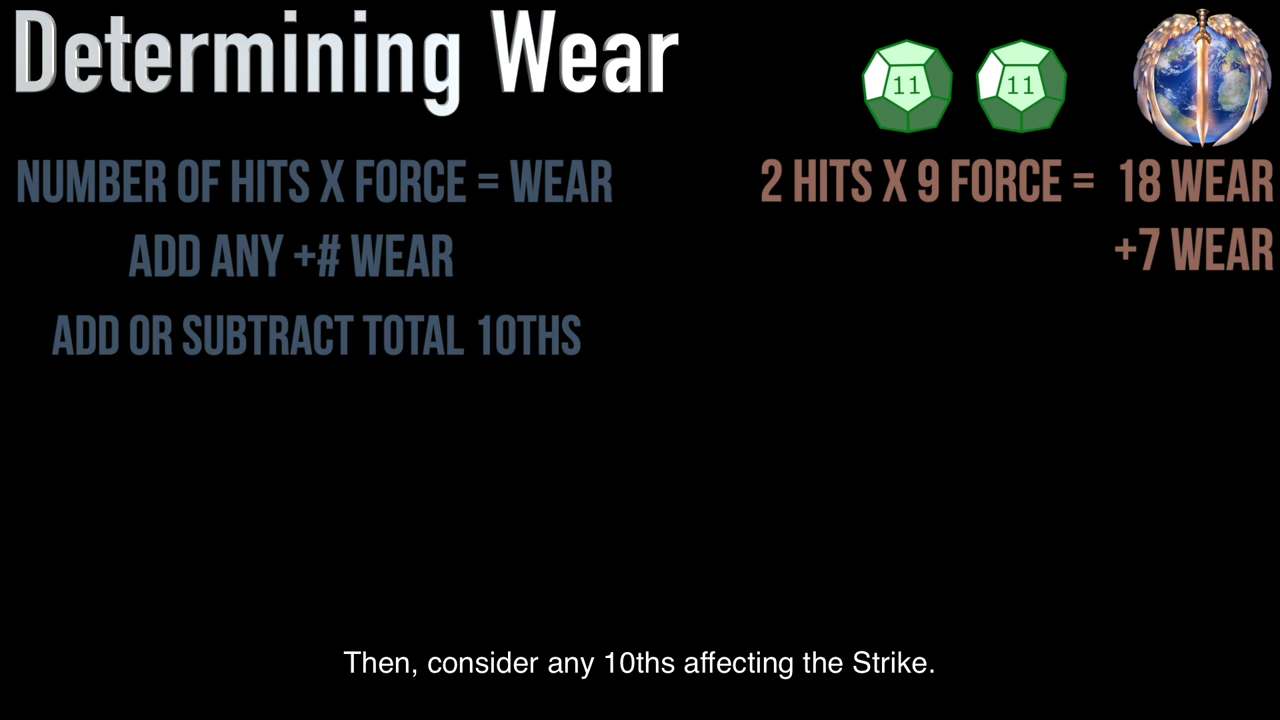 Determining Wear
11 11
NUMBER OF HITS X FORCE = WEAR
2 HITS X 9 FORCE = 18 WEAR
ADD ANY +# WEAR
+7 WEAR
ADD OR SUBTRACT TOTAL 10THS
Then, consider any 10ths affecting the Strike.